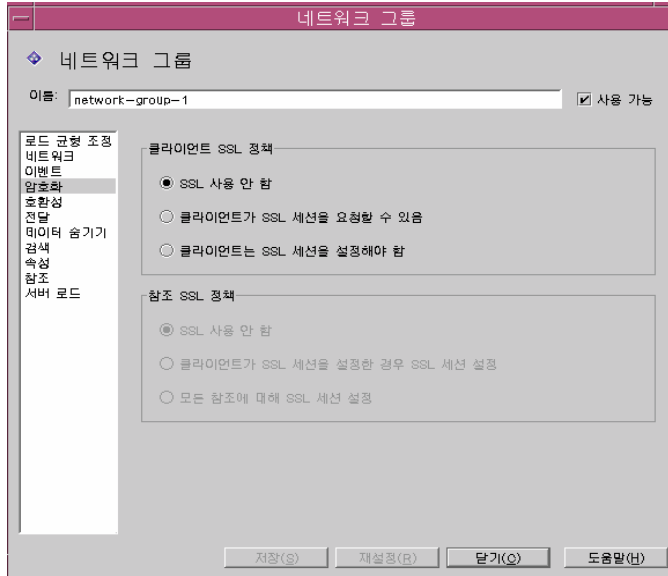 네트워크 그룹
네트워크 그룹
이름: network-group-1
사용 가능
로드 균형 조정
네트워크
이벤트
암호화
호환성
전달
데이터 숨기기
검색
속성
참조
서버 로드
클라이언트 SSL 정책
SSL 사용 안 함
클라이언트가 SSL 세션을 요청할 수 있음
클라이언트는 SSL 세션을 설정해야 함
참조 SSL 정책
SSL 사용 안 함
클라이언트가 SSL 세션을 설정한 경우 SSL 세션 설정
모든 참조에 대해 SSL 세션 설정
저장(S) 재설정(R) 닫기(C) 도움말(H)